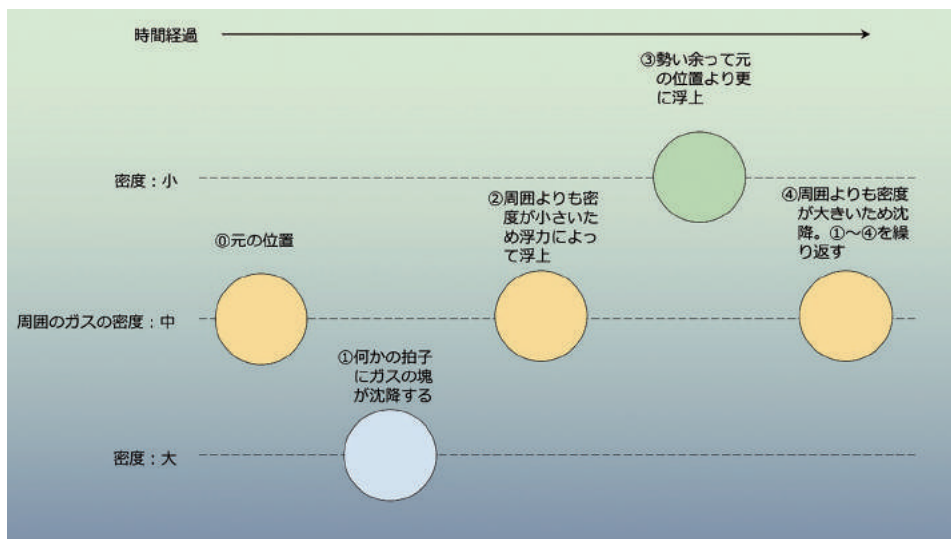 時間経過
③勢い余って元
の位置より更
に浮上
密度：小
②周囲よりも密
度が小さいた
め浮力によっ
て浮上
④周囲よりも密度
が大きいため沈
降。①～④を繰
り返す
⓪元の位置
周囲のガスの密度：中
①何かの拍子
にガスの塊
が沈降する
密度：大